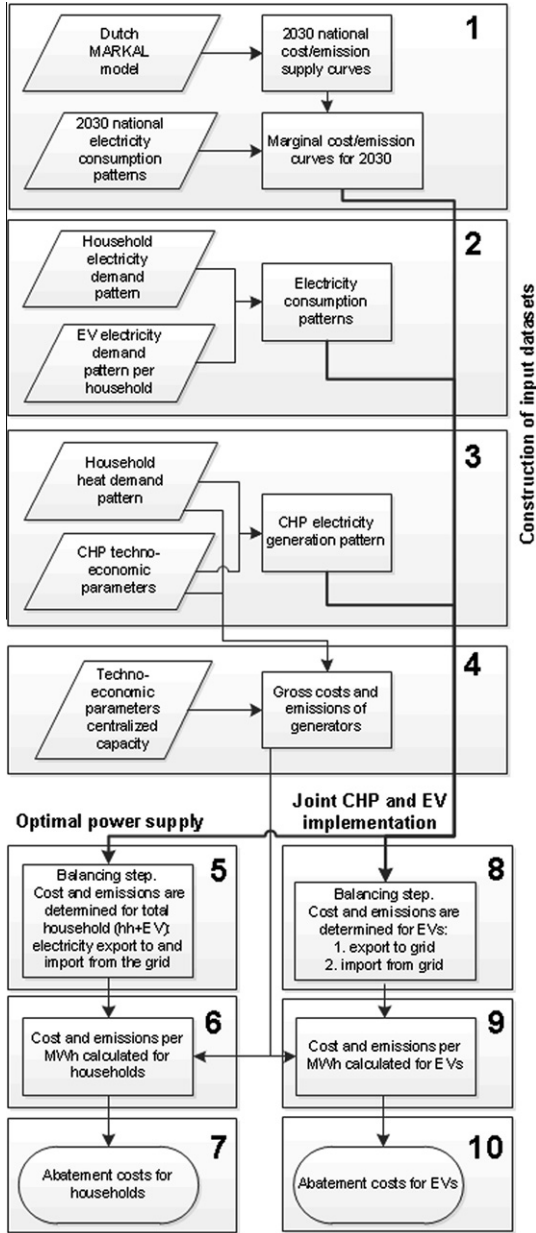 1
Dutch
MARKAL
model
2030 national
cost/emission
supply curves
2030 national
electricity
consumption
patterns
Marginal cost/emission
curves for 2030
2
Household
electricity
demand
pattern
EV electricity
demand
pattern per
household
Electricity
consumption
patterns
3
Household
heat demand
pattern
CHP techno-
economic
parameters
CHP electricity
generation pattern
4
Techno-
economic
parameters
centralized
capacity
Gross costs and
emissions of
generators
Construction of input datasets
Optimal power supply
Joint CHP and EV
implementation
5
Balancing step.
Cost and emissions are
determined for total
household (hh+EV):
electricity export to and
import from the grid
6
Cost and emissions per
MWh calculated for
households
7
Abatement costs for
households
8
Balancing step.
Cost and emissions are
determined for EVs:
1. export to grid
2. import from grid
9
Cost and emissions per
MWh calculated for EVs
10
Abatement costs for EVs